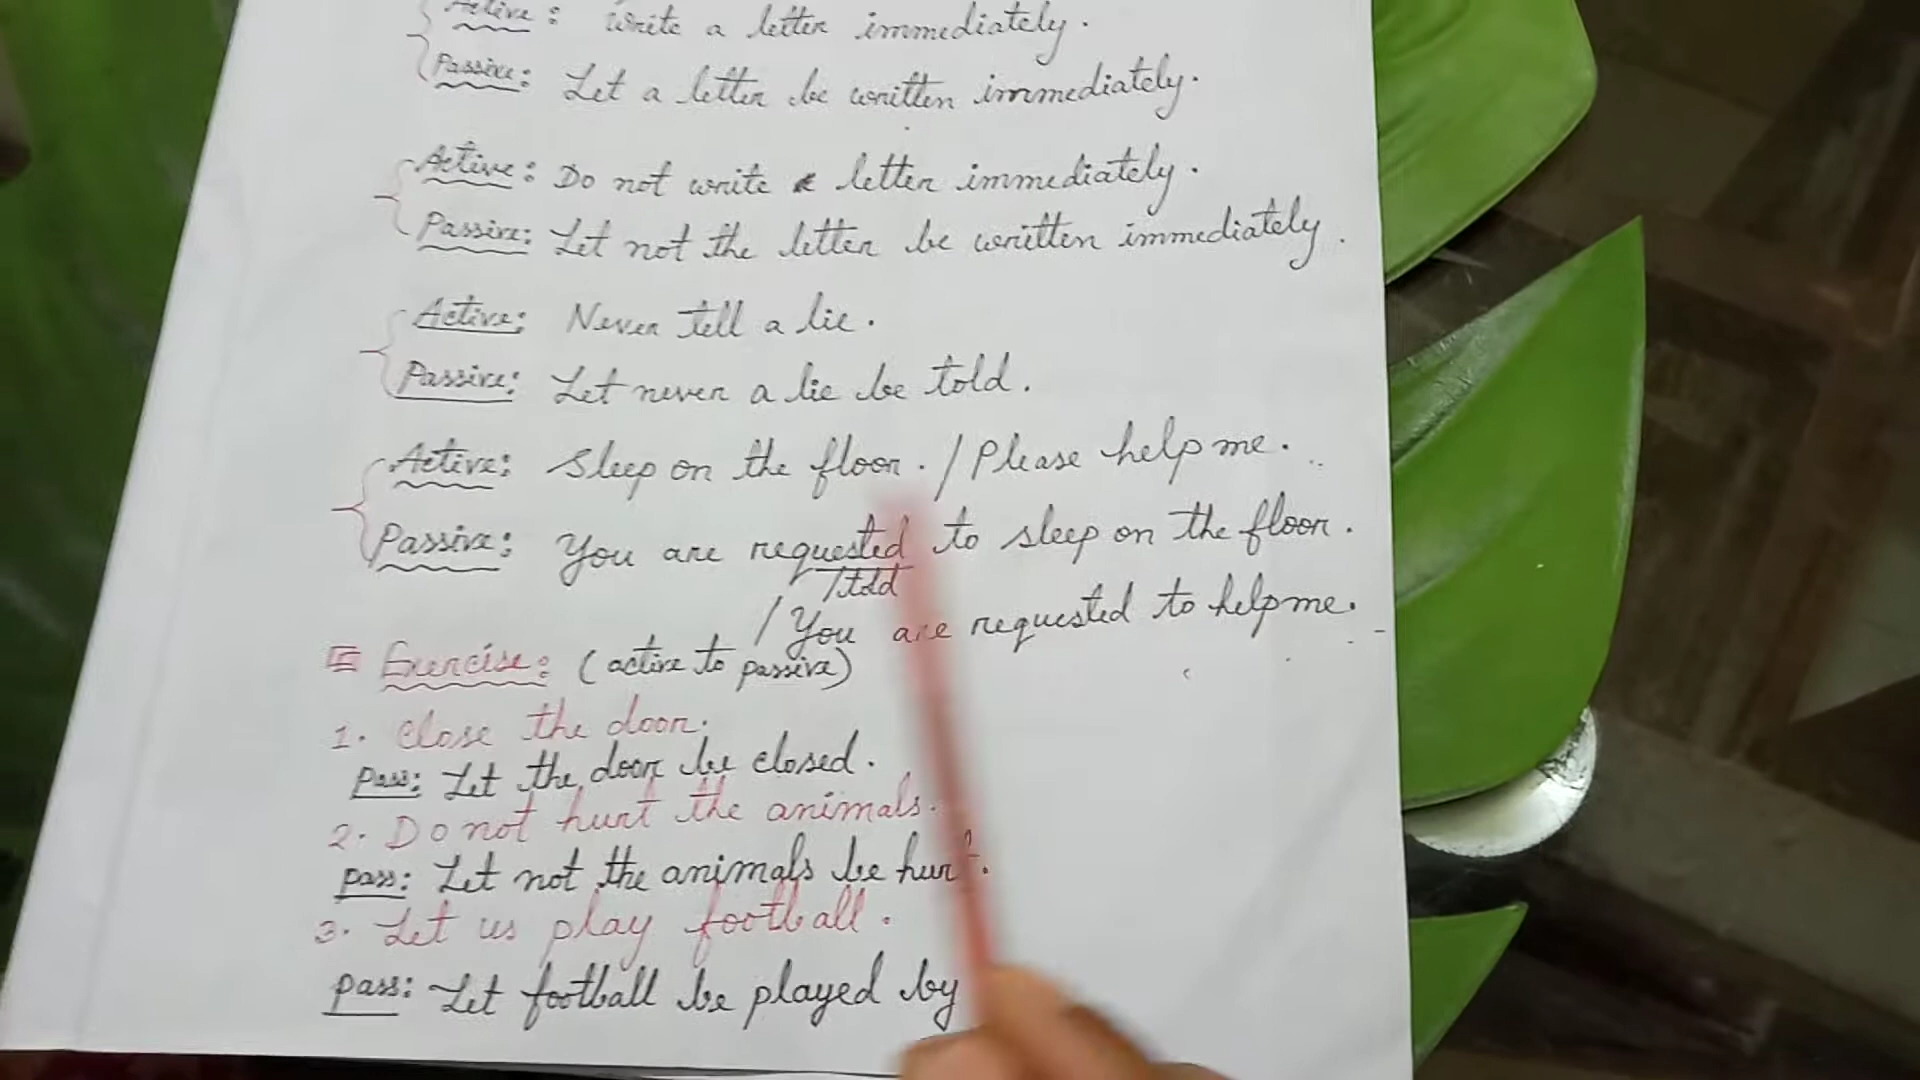 Active: Write a letter immediately.
Passive: Let a letter be written immediately.
Active: Do not write letter immediately.
Passive: Let not the letter be written immediately.
Active: Never tell a lie.
Passive: Let never a lie be told.
Active: Sleep on the floor. / Please help me.
Passive: You are requested to sleep on the floor.
/told
/ You are requested to help me.
Exercise: (active to passive)
1. Close the door.
Pass: Let the door be closed.
2. Do not hurt the animals.
Pass: Let not the animals be hurt.
3. Let us play football.
Pass: Let football be played by